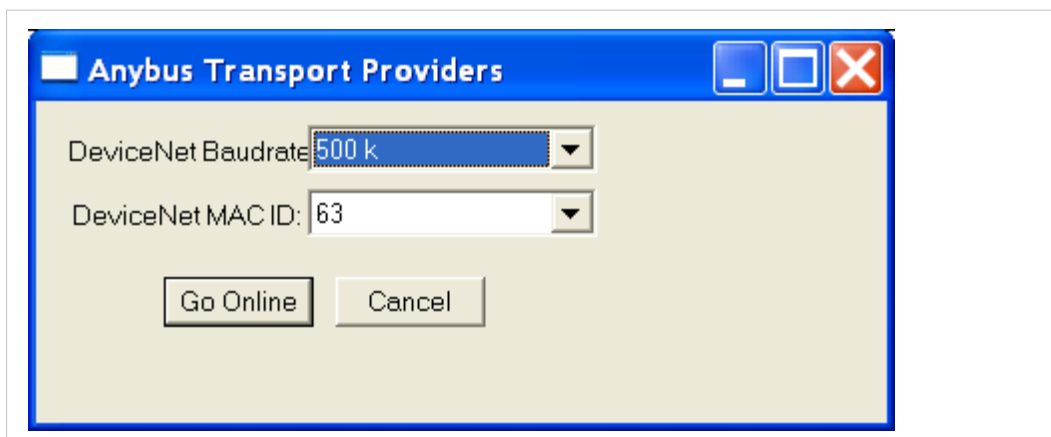 Anybus Transport Providers
DeviceNet Baudrate 500 k
DeviceNet MAC ID: 63
Go Online Cancel